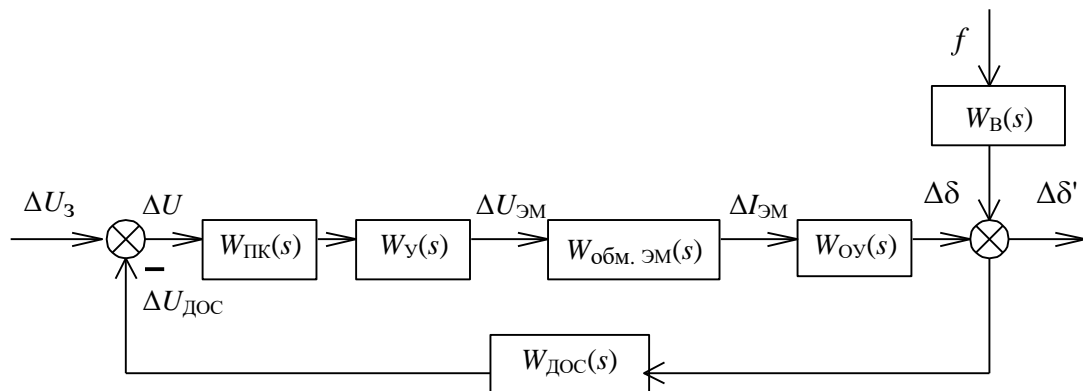 f
W_В(s)
ΔU_З
ΔU
ΔU_ЭМ
ΔI_ЭМ
Δδ
Δδ'
W_ПК(s)
W_У(s)
W_обм. ЭМ(s)
W_ОУ(s)
−
ΔU_ДОС
W_ДОС(s)